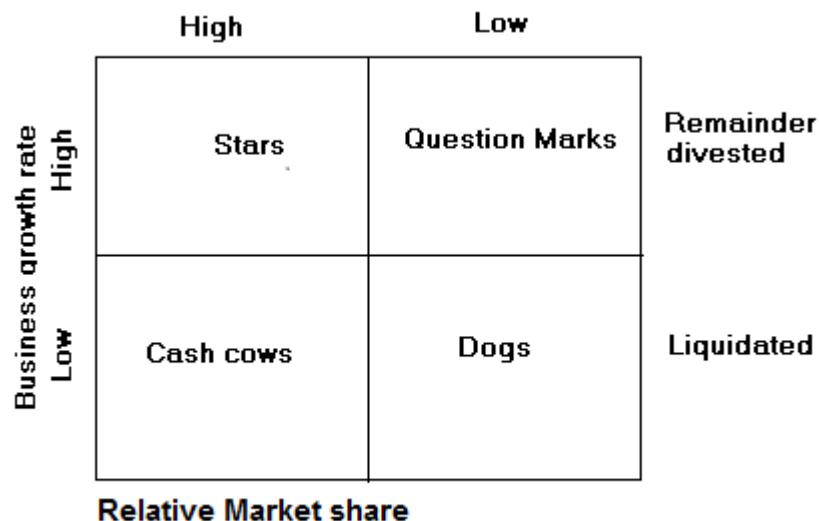 High
Low
Business growth rate
High
Stars
Question Marks
Remainder
divested
Low
Cash cows
Dogs
Liquidated
Relative Market share